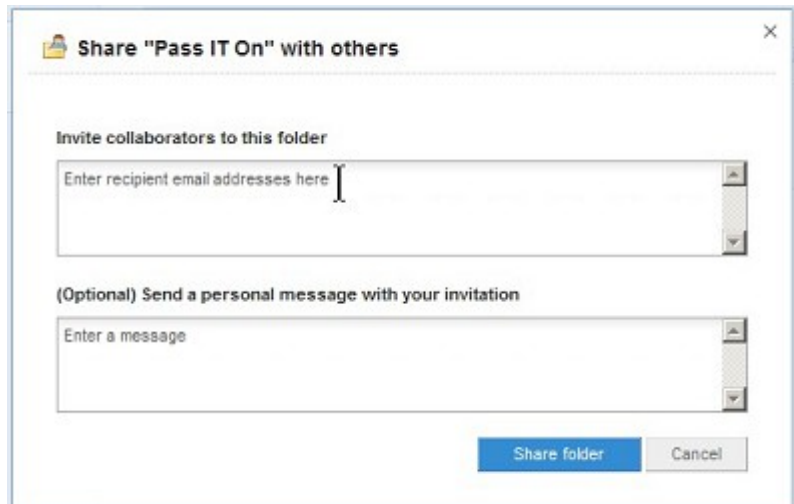 Share "Pass IT On" with others
Invite collaborators to this folder
Enter recipient email addresses here
(Optional) Send a personal message with your invitation
Enter a message
Share folder Cancel